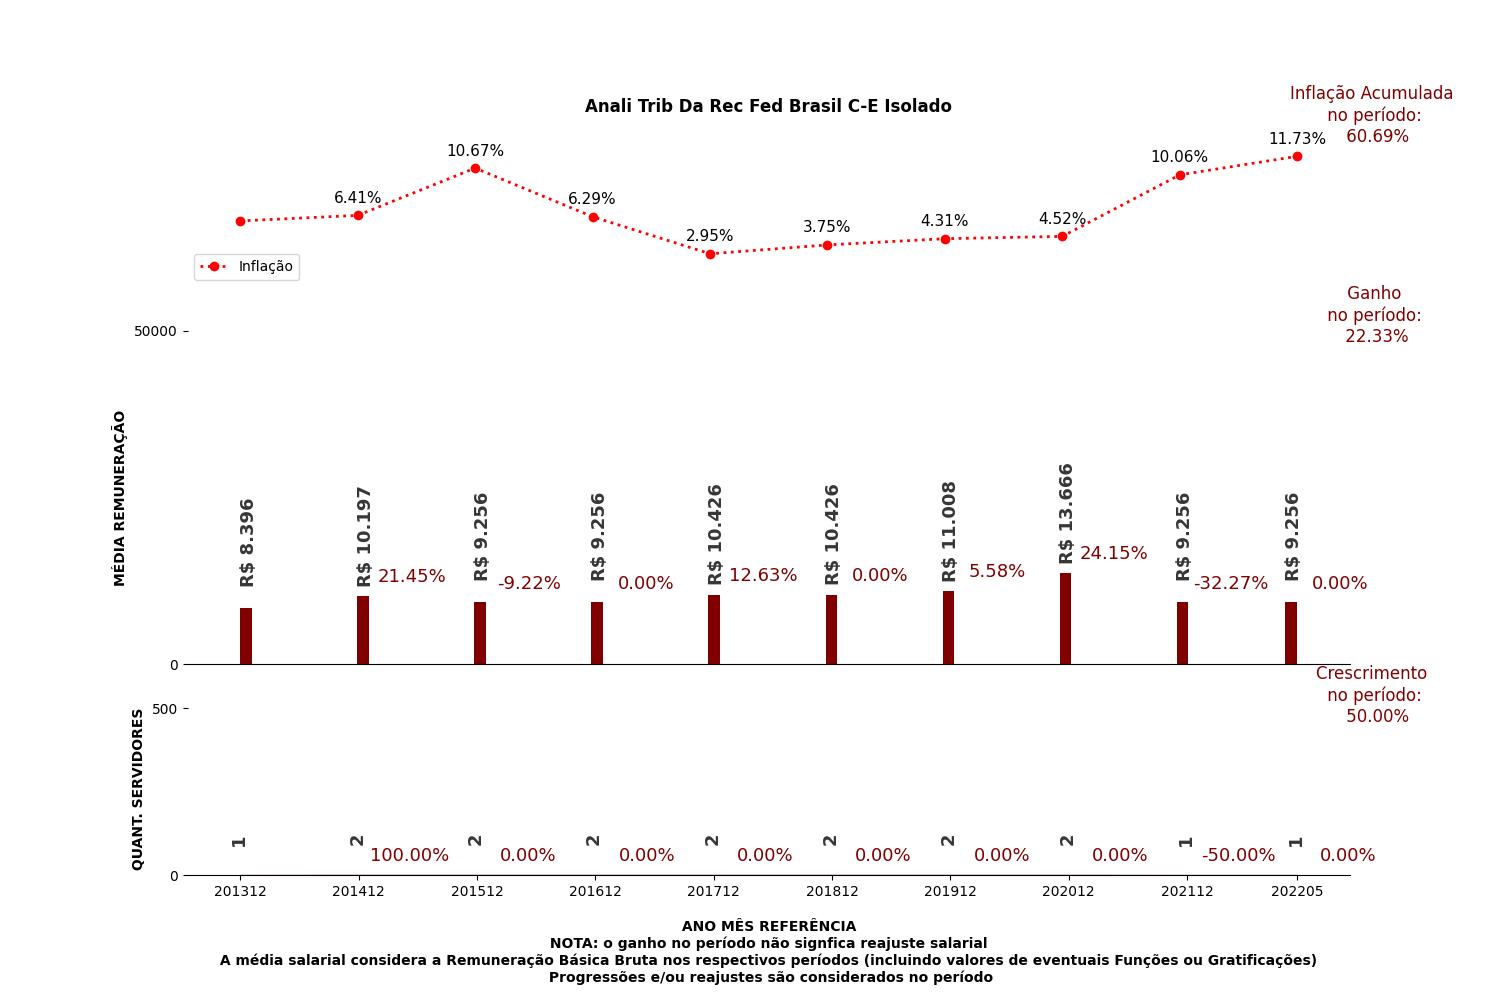 Anali Trib Da Rec Fed Brasil C-E Isolado
Inflação Acumulada
no período:
60.69%
6.41%
10.67%
6.29%
2.95%
3.75%
4.31%
4.52%
10.06%
11.73%
Inflação
Ganho
no período:
22.33%
50000
0
MÉDIA REMUNERAÇÃO
R$ 8.396
R$ 10.197
R$ 9.256
R$ 9.256
R$ 10.426
R$ 10.426
R$ 11.008
R$ 13.666
R$ 9.256
R$ 9.256
21.45%
-9.22%
0.00%
12.63%
0.00%
5.58%
24.15%
-32.27%
0.00%
Crescrimento
no período:
50.00%
500
0
QUANT. SERVIDORES
1
2
2
2
2
2
2
2
1
1
100.00%
0.00%
0.00%
0.00%
0.00%
0.00%
0.00%
-50.00%
0.00%
201312
201412
201512
201612
201712
201812
201912
202012
202112
202205
ANO MÊS REFERÊNCIA
NOTA: o ganho no período não signfica reajuste salarial
A média salarial considera a Remuneração Básica Bruta nos respectivos períodos (incluindo valores de eventuais Funções ou Gratificações)
Progressões e/ou reajustes são considerados no período